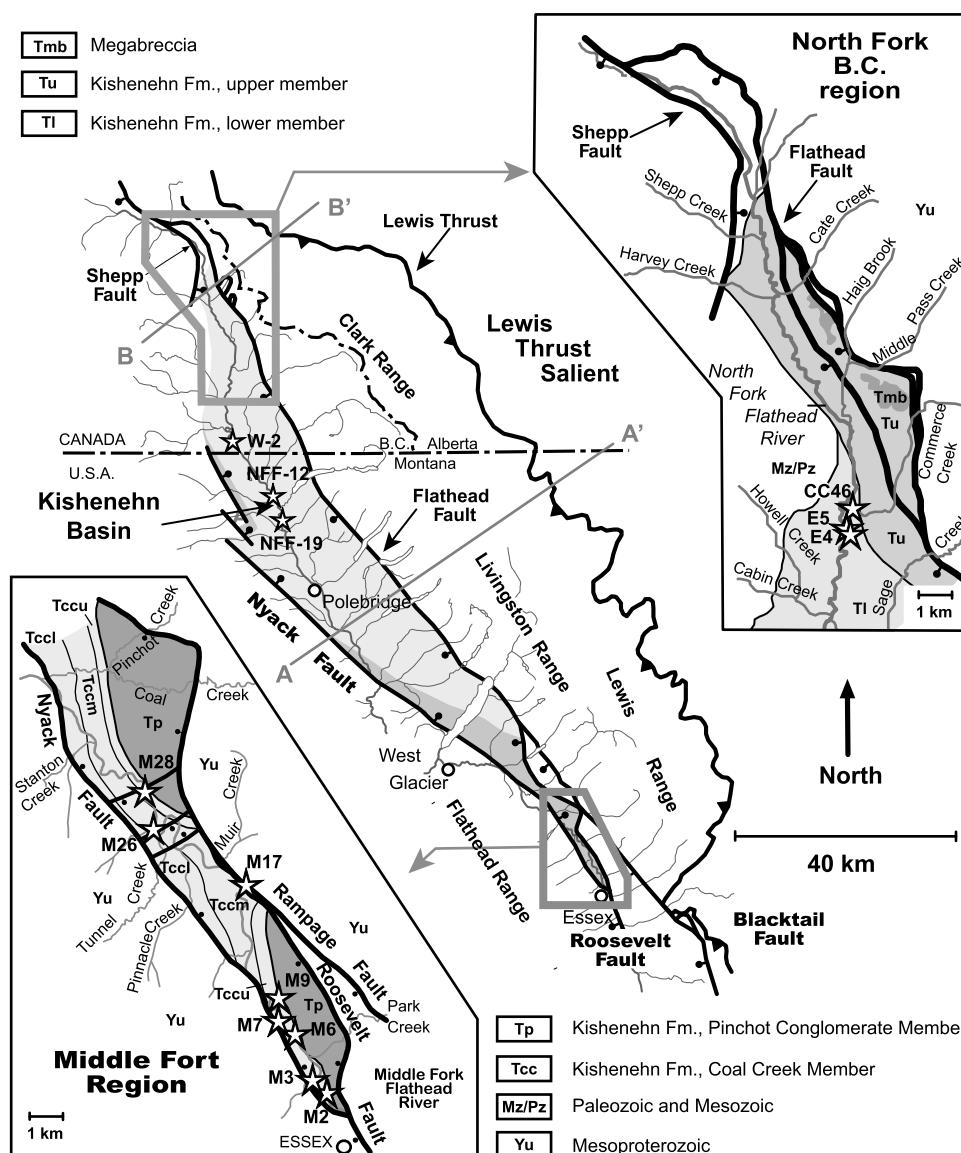 Tmb Megabreccia
Tu Kishenehn Fm., upper member
Tl Kishenehn Fm., lower member
North Fork
B.C.
region
Shepp
Fault
Flathead
Fault
Shepp Creek
Cate Creek
Yu
Harvey Creek
Haig Brook
Middle Pass Creek
North
Fork
Flathead
River
Tmb
Tu
Commerce
Creek
Mz/Pz
CC46
E5
E4
Howell Creek
Tu
Cabin Creek
Tl
Sage Creek
1 km
B'
Lewis Thrust
Shepp
Fault
B
Clark Range
Lewis
Thrust
Salient
CANADA
W-2
B.C. Alberta
A'
U.S.A.
Montana
NFF-12
Kishenehn
Basin
Flathead
Fault
NFF-19
Polebridge
Nyack
Fault
A
Livingston Range
Lewis
Range
West
Glacier
North
Flathead Range
40 km
Essex
Roosevelt
Fault
Blacktail
Fault
Tccu
Creek
Pinchot
Tccl
Tccm
Coal Creek
Tp
Nyack
Fault
M28
Yu
Stanton
Creek
Creek
Muir
M26
Tccl
M17
Creek
Yu
Tunnel
Tccm
Rampage
Fault
Yu
Pinnacle Creek
Roosevelt
Fault
Tccu
M9
Tp
Park
Creek
Yu
M7
M6
Middle Fort
Region
M3
Middle Fork
Flathead
River
M2
1 km
ESSEX
Tp Kishenehn Fm., Pinchot Conglomerate Membe
Tcc Kishenehn Fm., Coal Creek Member
Mz/Pz Paleozoic and Mesozoic
Yu Mesoproterozoic